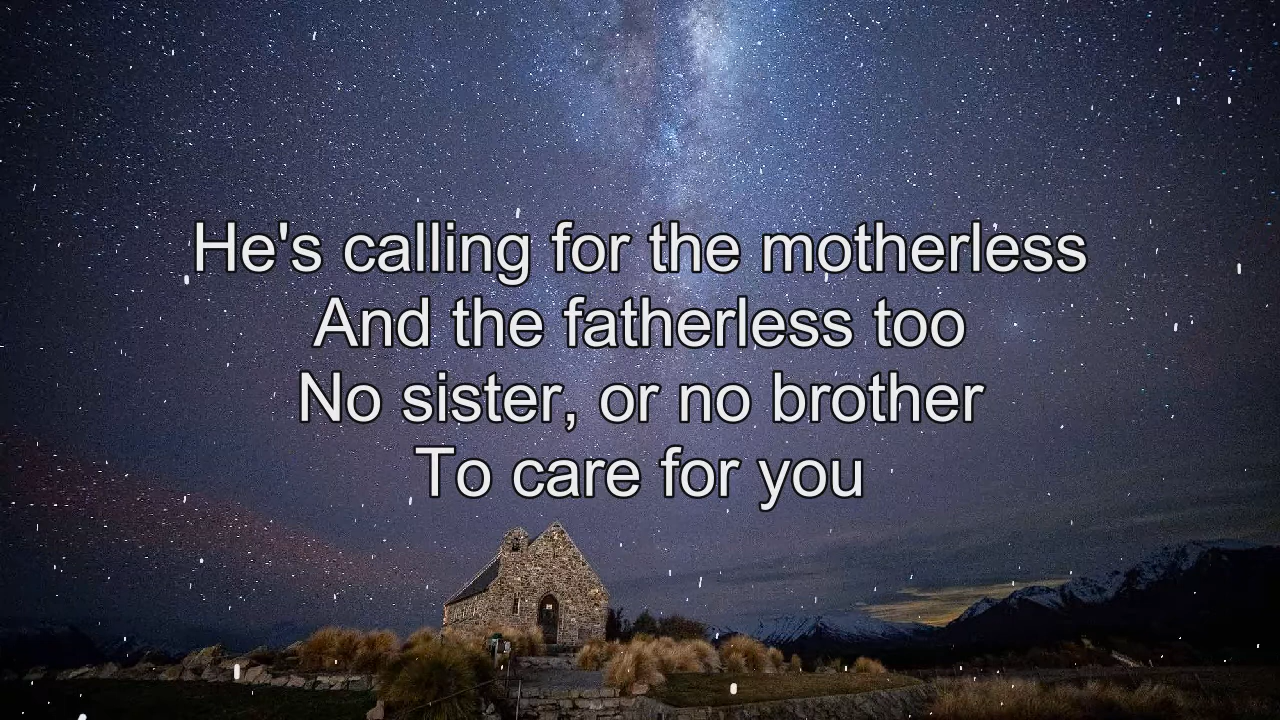 He's calling for the motherless
And the fatherless too
No sister, or no brother
To care for you